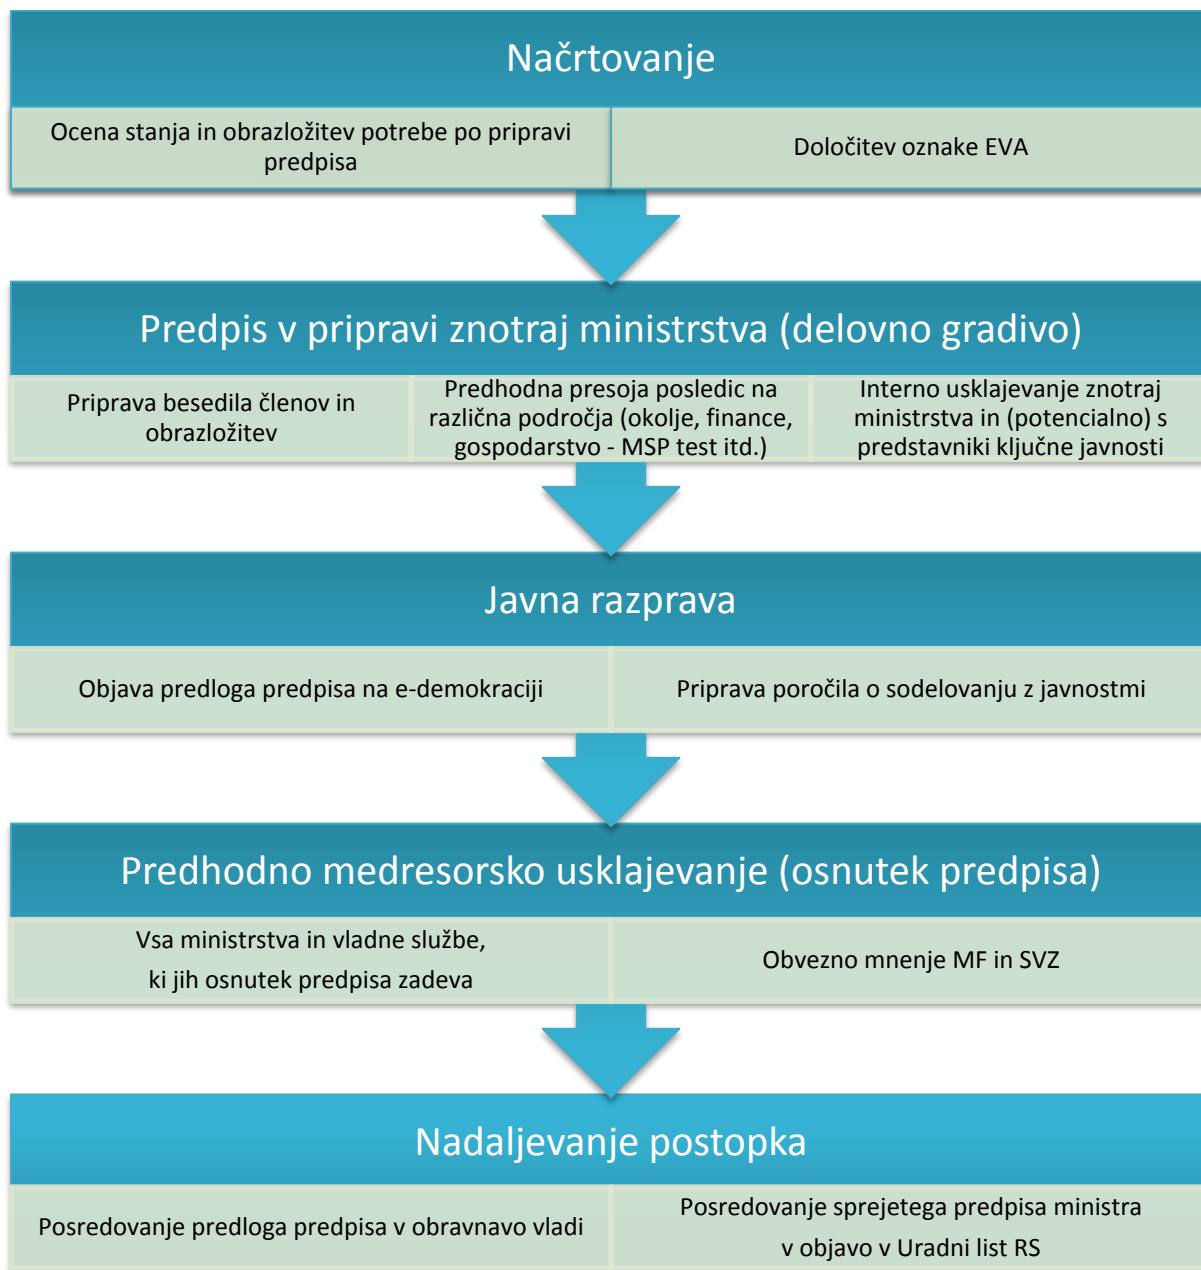 Načrtovanje
Ocena stanja in obrazložitev potrebe po pripravi
predpisa
Določitev oznake EVA
Predpis v pripravi znotraj ministrstva (delovno gradivo)
Priprava besedila členov in
obrazložitev
Predhodna presoja posledic na
različna področja (okolje, finance,
gospodarstvo - MSP test itd.)
Interno usklajevanje znotraj
ministrstva in (potencialno) s
predstavniki ključne javnosti
Javna razprava
Objava predloga predpisa na e-demokraciji
Priprava poročila o sodelovanju z javnostmi
Predhodno medresorsko usklajevanje (osnutek predpisa)
Vsa ministrstva in vladne službe,
ki jih osnutek predpisa zadeva
Obvezno mnenje MF in SVZ
Nadaljevanje postopka
Posredovanje predloga predpisa v obravnavo vladi
Posredovanje sprejetega predpisa ministra
v objavo v Uradni list RS